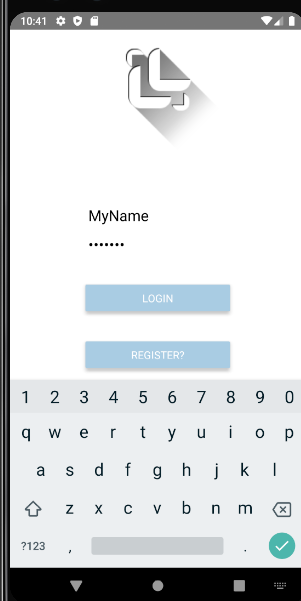 10:41
MyName
•••••••
LOGIN
REGISTER?
1 2 3 4 5 6 7 8 9 0
q w e r t y u i o p
a s d f g h j k l
z x c v b n m
?123 , .